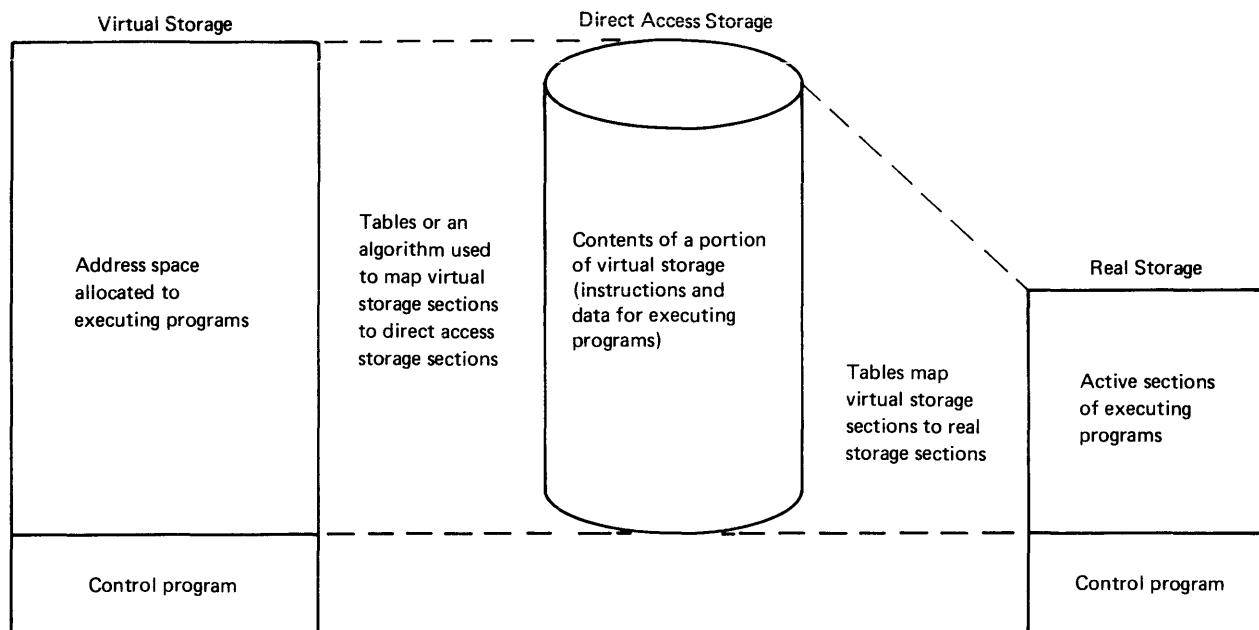 Virtual Storage
Direct Access Storage
Address space
allocated to
executing programs
Tables or an
algorithm used
to map virtual
storage sections
to direct access
storage sections
Contents of a portion
of virtual storage
(instructions and
data for executing
programs)
Real Storage
Tables map
virtual storage
sections to real
storage sections
Active sections
of executing
programs
Control program
Control program